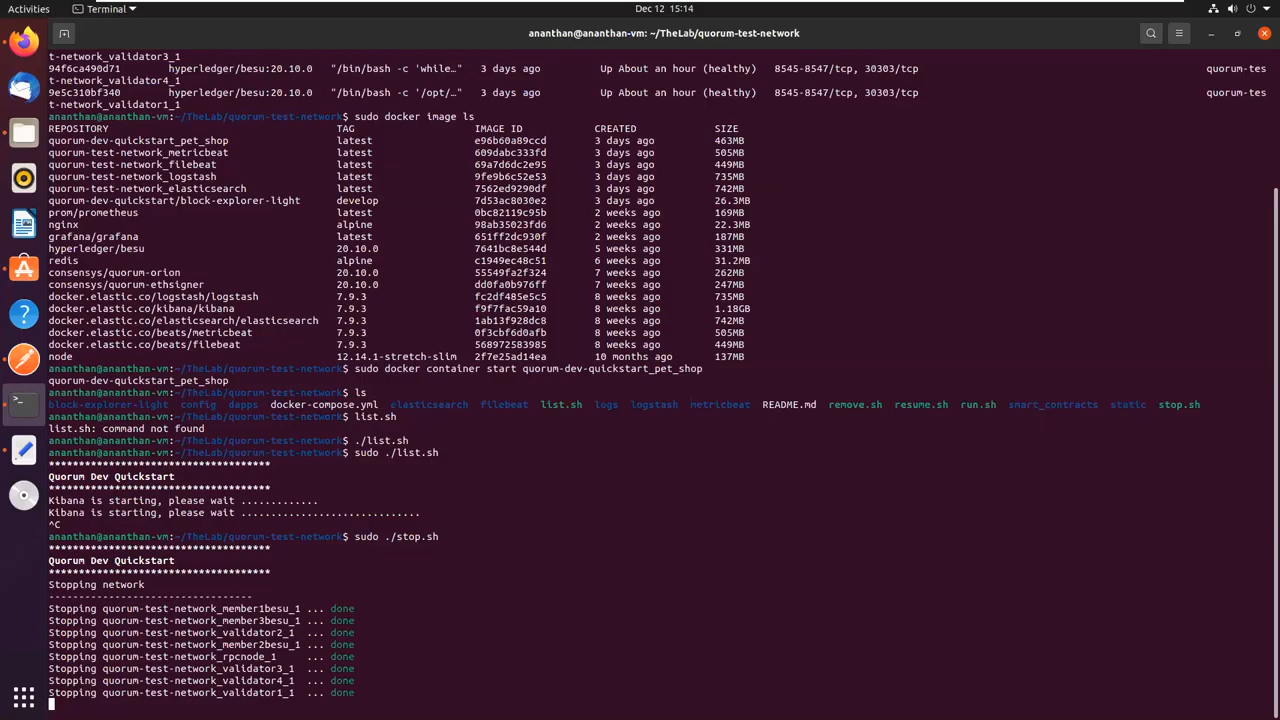 Activities Terminal Dec 12 15:14
ananthan@ananthan-vm: ~/TheLab/quorum-test-network
t-network_validator3_1
94f6ca490d71 hyperledger/besu:20.10.0 "/bin/bash -c 'while…" 3 days ago Up About an hour (healthy) 8545-8547/tcp, 30303/tcp quorum-tes
t-network_validator4_1
9e5c310bf340 hyperledger/besu:20.10.0 "/bin/bash -c '/opt/…" 3 days ago Up About an hour (healthy) 8545-8547/tcp, 30303/tcp quorum-tes
t-network_validator1_1
ananthan@ananthan-vm:~/TheLab/quorum-test-network$ sudo docker image ls
REPOSITORY TAG IMAGE ID CREATED SIZE
quorum-dev-quickstart_pet_shop latest e96b60a89ccd 3 days ago 463MB
quorum-test-network_metricbeat latest 609dabc333fd 3 days ago 505MB
quorum-test-network_filebeat latest 69a7d6dc2e95 3 days ago 449MB
quorum-test-network_logstash latest 9fe9b6c52e53 3 days ago 735MB
quorum-test-network_elasticsearch latest 7562ed9290df 3 days ago 742MB
quorum-dev-quickstart/block-explorer-light develop 7d53ac8030e2 3 days ago 26.3MB
prom/prometheus latest 0bc82119c95b 2 weeks ago 169MB
nginx alpine 98ab35023fd6 2 weeks ago 22.3MB
grafana/grafana latest 651ff2dc930f 2 weeks ago 187MB
hyperledger/besu 20.10.0 7641bc8e544d 5 weeks ago 331MB
redis alpine c1949ec48c51 6 weeks ago 31.2MB
consensys/quorum-orion 20.10.0 55549fa2f324 7 weeks ago 262MB
consensys/quorum-ethsigner 20.10.0 dd0fa0b976ff 7 weeks ago 247MB
docker.elastic.co/logstash/logstash 7.9.3 fc2df485e5c5 8 weeks ago 735MB
docker.elastic.co/kibana/kibana 7.9.3 f9f7fac59a10 8 weeks ago 1.18GB
docker.elastic.co/elasticsearch/elasticsearch 7.9.3 1ab13f928dc8 8 weeks ago 742MB
docker.elastic.co/beats/metricbeat 7.9.3 0f3cbf6d0afb 8 weeks ago 505MB
docker.elastic.co/beats/filebeat 7.9.3 568972583985 8 weeks ago 449MB
node 12.14.1-stretch-slim 2f7e25ad14ea 10 months ago 137MB
ananthan@ananthan-vm:~/TheLab/quorum-test-network$ sudo docker container start quorum-dev-quickstart_pet_shop
quorum-dev-quickstart_pet_shop
ananthan@ananthan-vm:~/TheLab/quorum-test-network$ ls
block-explorer-light config dapps docker-compose.yml elasticsearch filebeat list.sh logs logstash metricbeat README.md remove.sh resume.sh run.sh smart_contracts static stop.sh
ananthan@ananthan-vm:~/TheLab/quorum-test-network$ list.sh
list.sh: command not found
ananthan@ananthan-vm:~/TheLab/quorum-test-network$ ./list.sh
ananthan@ananthan-vm:~/TheLab/quorum-test-network$ sudo ./list.sh
*************************************
Quorum Dev Quickstart
*************************************
Kibana is starting, please wait .............
Kibana is starting, please wait ..............................
^C
ananthan@ananthan-vm:~/TheLab/quorum-test-network$ sudo ./stop.sh
*************************************
Quorum Dev Quickstart
*************************************
Stopping network
----------------------------------
Stopping quorum-test-network_member1besu_1 ... done
Stopping quorum-test-network_member3besu_1 ... done
Stopping quorum-test-network_validator2_1 ... done
Stopping quorum-test-network_member2besu_1 ... done
Stopping quorum-test-network_rpcnode_1 ... done
Stopping quorum-test-network_validator3_1 ... done
Stopping quorum-test-network_validator4_1 ... done
Stopping quorum-test-network_validator1_1 ... done